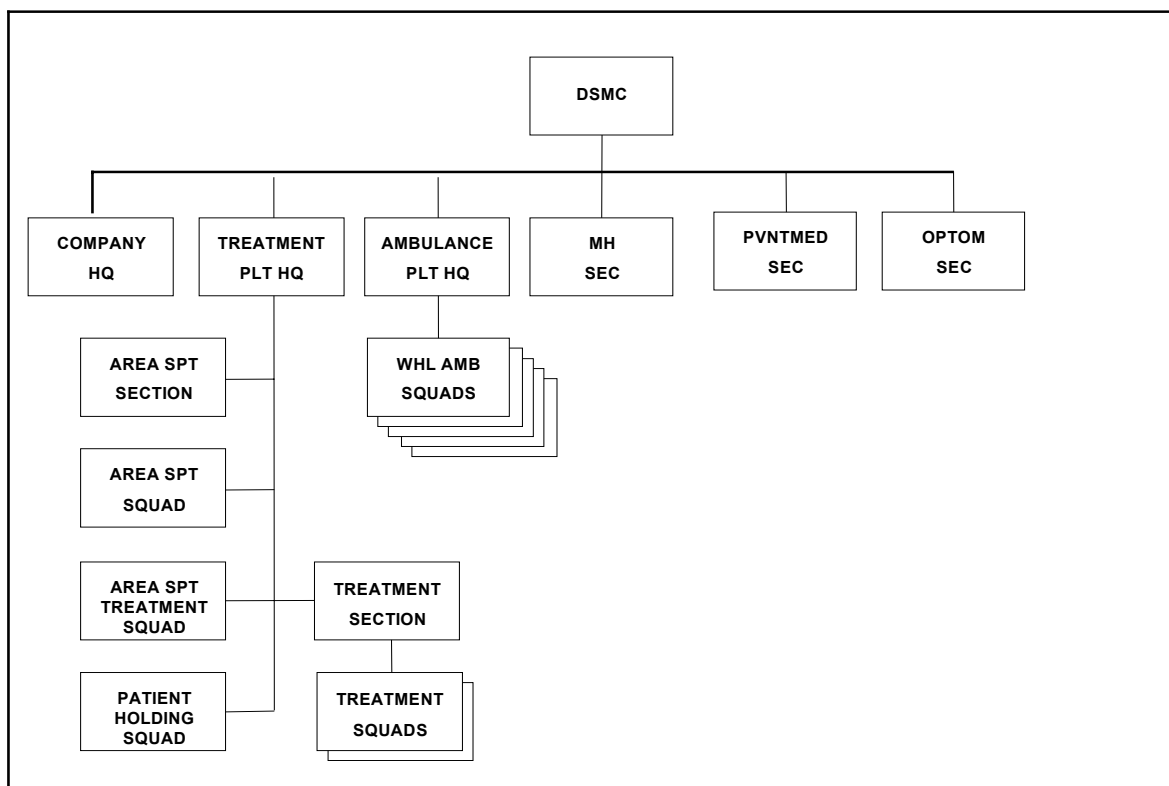 DSMC
COMPANY
HQ
TREATMENT
PLT HQ
AMBULANCE
PLT HQ
MH
SEC
PVNTMED
SEC
OPTOM
SEC
AREA SPT
SECTION
WHL AMB
SQUADS
AREA SPT
SQUAD
AREA SPT
TREATMENT
SQUAD
TREATMENT
SECTION
PATIENT
HOLDING
SQUAD
TREATMENT
SQUADS